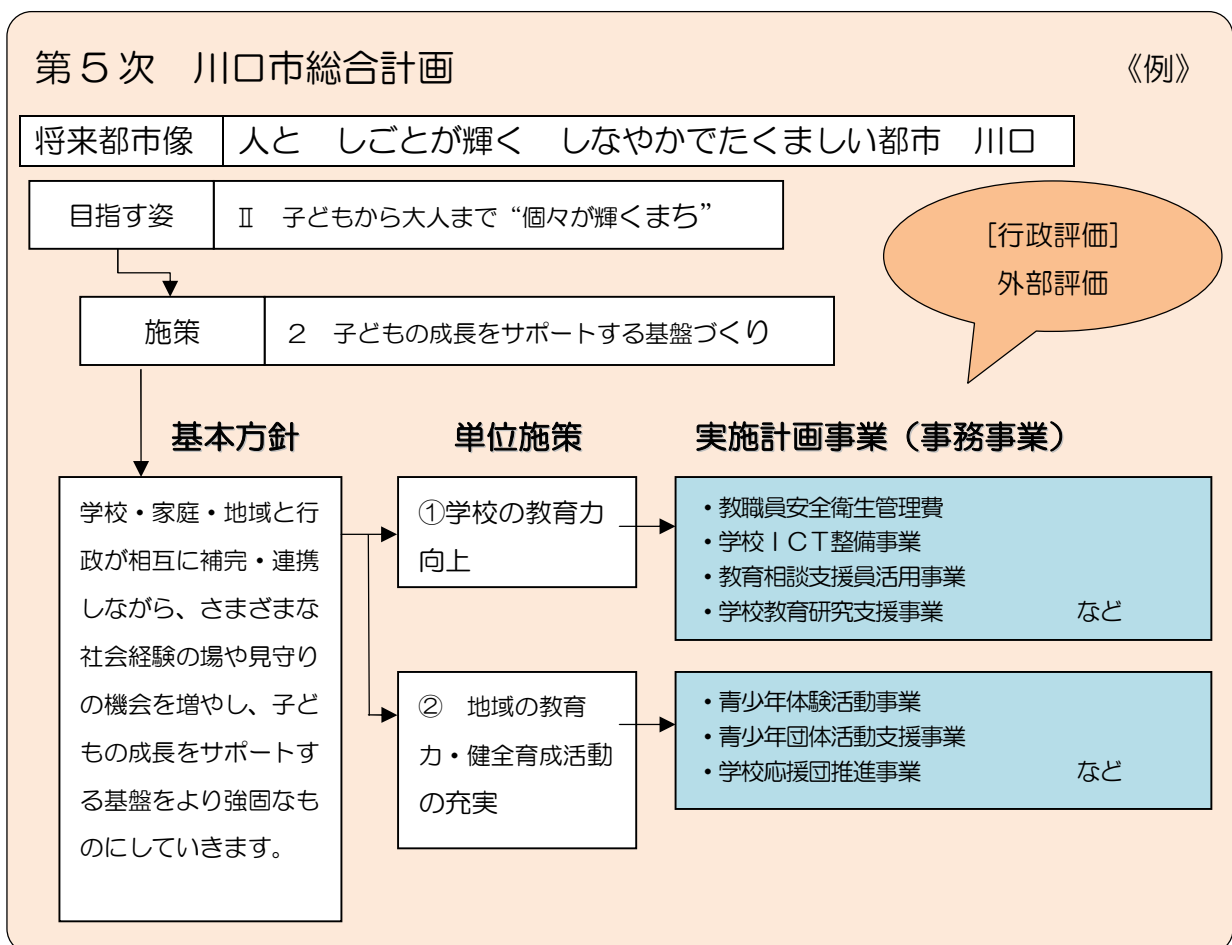 第５次　川口市総合計画
《例》
将来都市像
人と　しごとが輝く　しなやかでたくましい都市　川口
目指す姿
Ⅱ　子どもから大人まで“個々が輝くまち”
［行政評価］
外部評価
施策
２　子どもの成長をサポートする基盤づくり
基本方針
単位施策
実施計画事業（事務事業）
学校・家庭・地域と行
政が相互に補完・連携
しながら、さまざまな
社会経験の場や見守り
の機会を増やし、子ど
もの成長をサポートす
る基盤をより強固なも
のにしていきます。
①学校の教育力
向上
・教職員安全衛生管理費
・学校ＩＣＴ整備事業
・教育相談支援員活用事業
・学校教育研究支援事業　　　　　　など
②　地域の教育
力・健全育成活動
の充実
・青少年体験活動事業
・青少年団体活動支援事業
・学校応援団推進事業　　　　　　　など